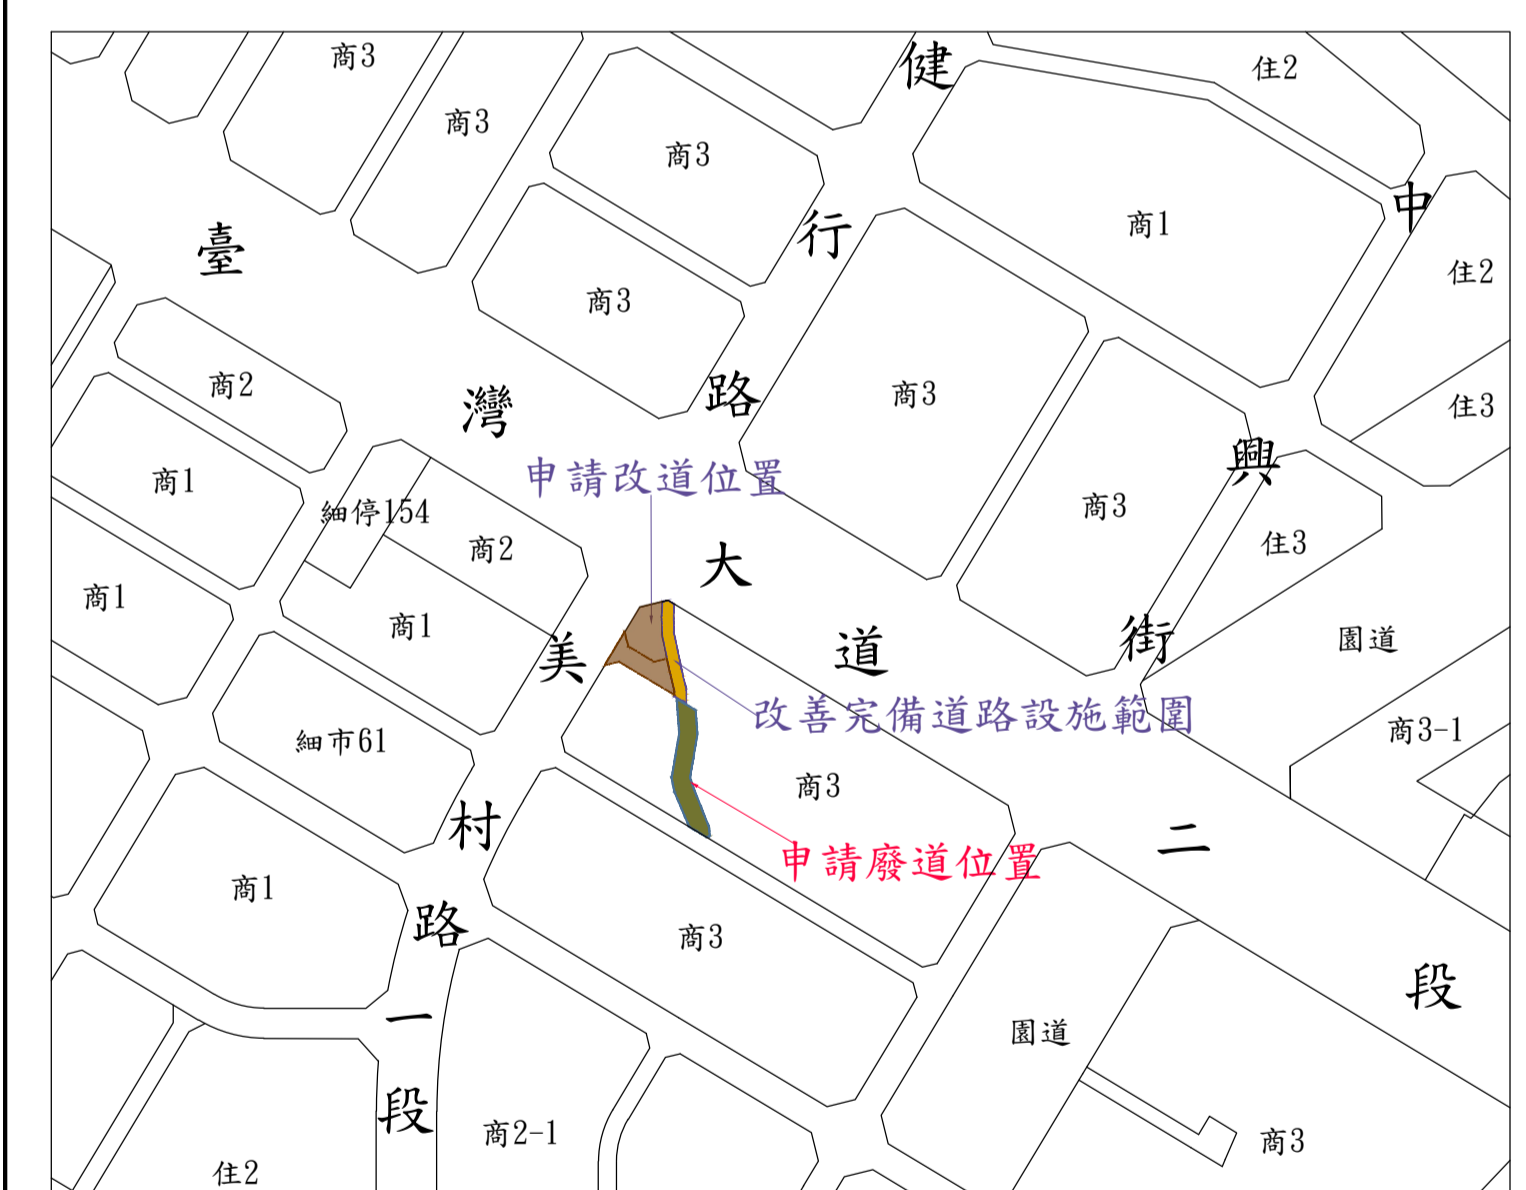 臺灣大道二段
健行路
中興街
美村路一段
商3
住2
商3
商3
商1
住2
商3
商2
商3
住3
商1
細停154
商3
商2
住3
商1
商1
園道
細市61
商3-1
商3
商1
商3
園道
商2-1
商3
住2
申請改道位置
改善完備道路設施範圍
申請廢道位置